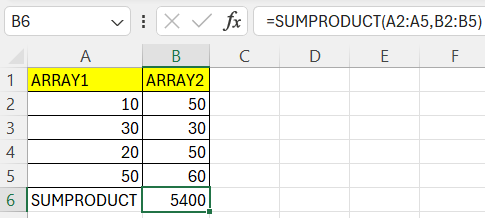 B6 fx =SUMPRODUCT(A2:A5,B2:B5)
A B C D E F
1 ARRAY1 ARRAY2
2 10 50
3 30 30
4 20 50
5 50 60
6 SUMPRODUCT 5400